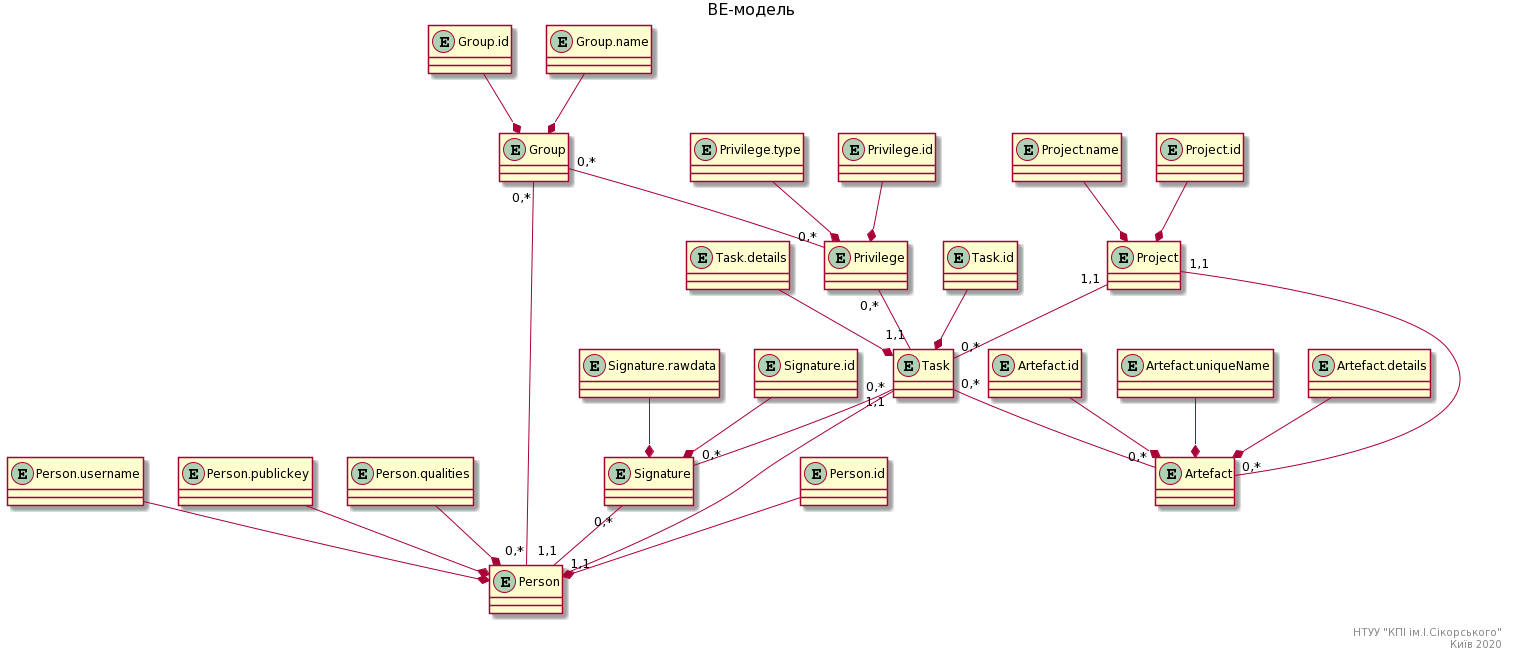 ВЕ-модель
E Group.id
E Group.name
E Group
0,*
0,*
E Privilege.type
E Privilege.id
E Project.name
E Project.id
0,*
E Task.details
E Privilege
E Task.id
E Project
1,1
1,1
0,*
1,1
0,*
E Signature.rawdata
E Signature.id
E Task
E Artefact.id
E Artefact.uniqueName
E Artefact.details
0,*
0,*
1,1
0,*
0,*
0,*
E Person.username
E Person.publickey
E Person.qualities
E Signature
E Person.id
E Artefact
0,*
0,*
1,1
1,1
E Person
НТУУ "КПІ ім.І.Сікорського"
Київ 2020